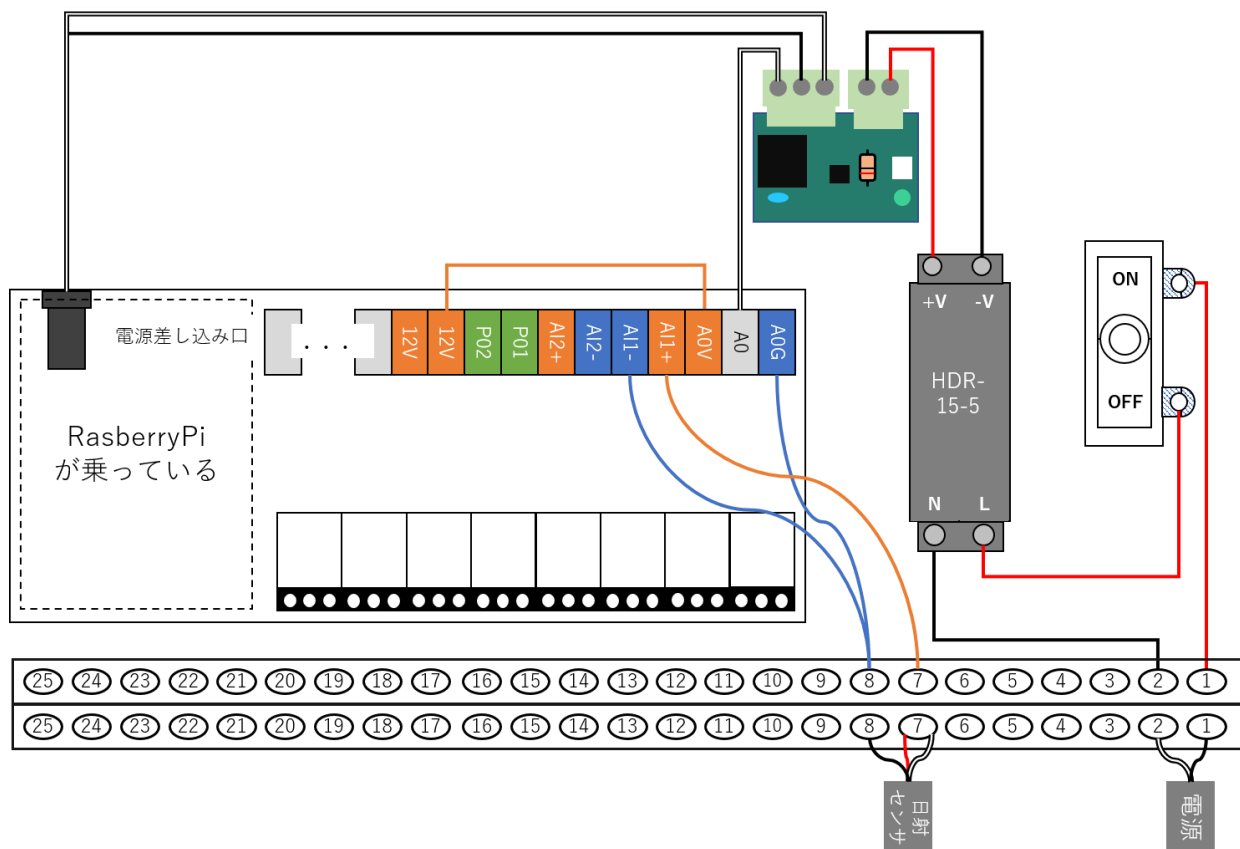 +V
-V
ON
電源差し込み口
. . .
12V
12V
P02
P01
AI2+
AI2-
AI1-
AI1+
A0V
A0
A0G
HDR-
15-5
OFF
RasberryPi
が乗っている
N
L
25 24 23 22 21 20 19 18 17 16 15 14 13 12 11 10 9 8 7 6 5 4 3 2 1
25 24 23 22 21 20 19 18 17 16 15 14 13 12 11 10 9 8 7 6 5 4 3 2 1
日射
センサ
電源